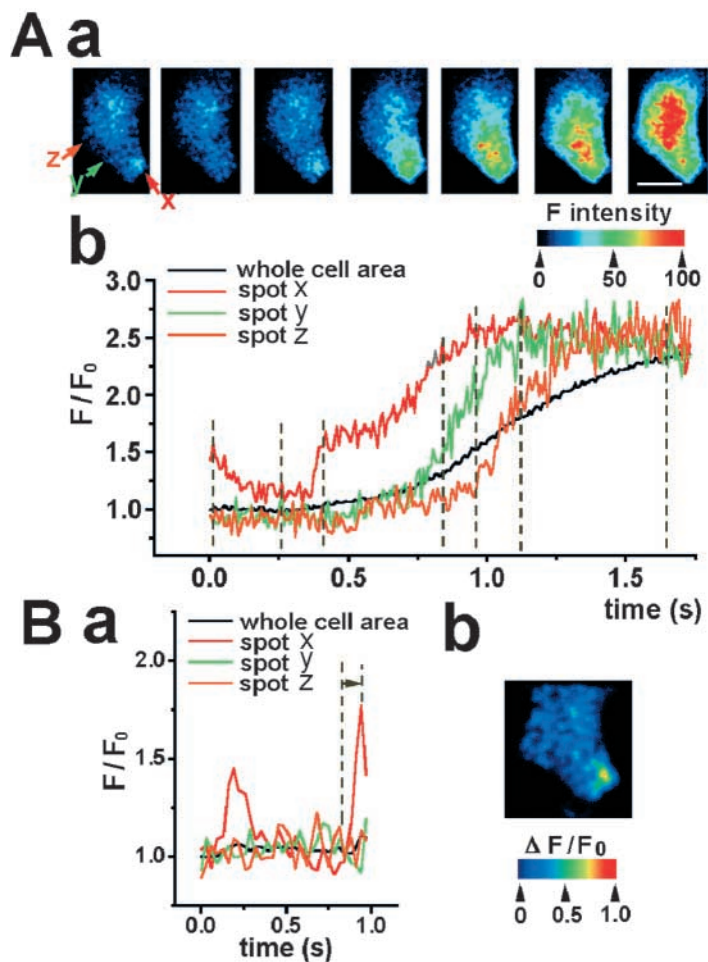 A a
z
y
x
F intensity
0 50 100
b
whole cell area
spot x
spot y
spot z
F / F0
3.0
2.5
2.0
1.5
1.0
0.0 0.5 1.0 1.5
time (s)
B a
whole cell area
spot x
spot y
spot z
F / F0
2.0
1.5
1.0
0.0 0.5 1.0
time (s)
b
Δ F/F0
0 0.5 1.0